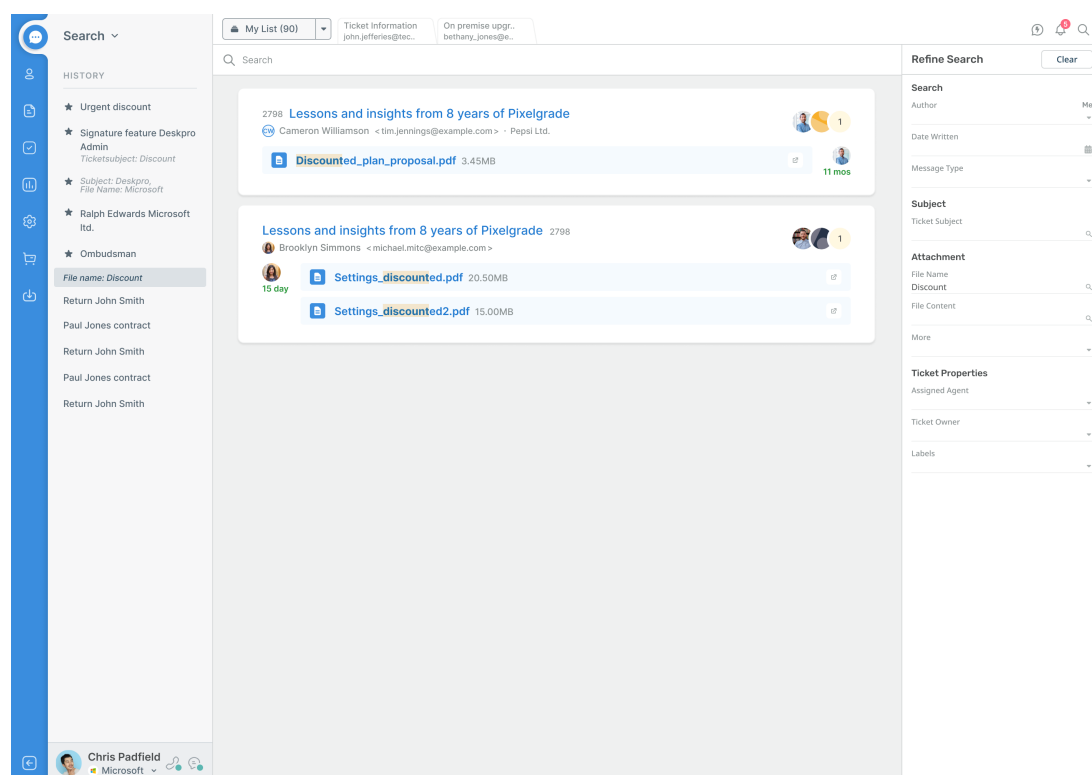 Search
HISTORY
Urgent discount
Signature feature Deskpro
Admin
Ticketsubject: Discount
Subject: Deskpro,
File Name: Microsoft
Ralph Edwards Microsoft
ltd.
Ombudsman
File name: Discount
Return John Smith
Paul Jones contract
Return John Smith
Paul Jones contract
Return John Smith
Chris Padfield
Microsoft
My List (90)
Ticket Information
john.jefferies@tec..
On premise upgr..
bethany_jones@e..
5
Search
2798 Lessons and insights from 8 years of Pixelgrade
CW Cameron Williamson <tim.jennings@example.com> · Pepsi Ltd.
1
Discounted_plan_proposal.pdf 3.45MB
11 mos
Lessons and insights from 8 years of Pixelgrade 2798
Brooklyn Simmons <michael.mitc@example.com>
1
15 day
Settings_discounted.pdf 20.50MB
Settings_discounted2.pdf 15.00MB
Refine Search
Clear
Search
Author
Me
Date Written
Message Type
Subject
Ticket Subject
Attachment
File Name
Discount
File Content
More
Ticket Properties
Assigned Agent
Ticket Owner
Labels